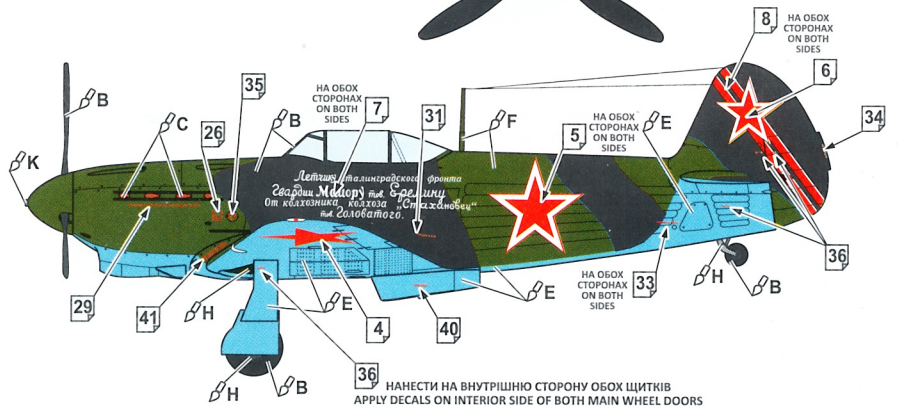 8
НА ОБОХ
СТОРОНАХ
ON BOTH
SIDES
6
34
35
B
C
26
B
НА ОБОХ
СТОРОНАХ
ON BOTH
SIDES
7
31
F
5
НА ОБОХ
СТОРОНАХ
ON BOTH
SIDES
E
K
Летчику Сталинградского фронта
Гвардии Майору тов. Еремину
От колхозника колхоза „Стахановец“
тов. Головатого.
29
41
H
E
4
40
E
НА ОБОХ
СТОРОНАХ
ON BOTH
SIDES
33
H
B
36
H
B
36
НАНЕСТИ НА ВНУТРІШНЮ СТОРОНУ ОБОХ ЩИТКІВ
APPLY DECALS ON INTERIOR SIDE OF BOTH MAIN WHEEL DOORS